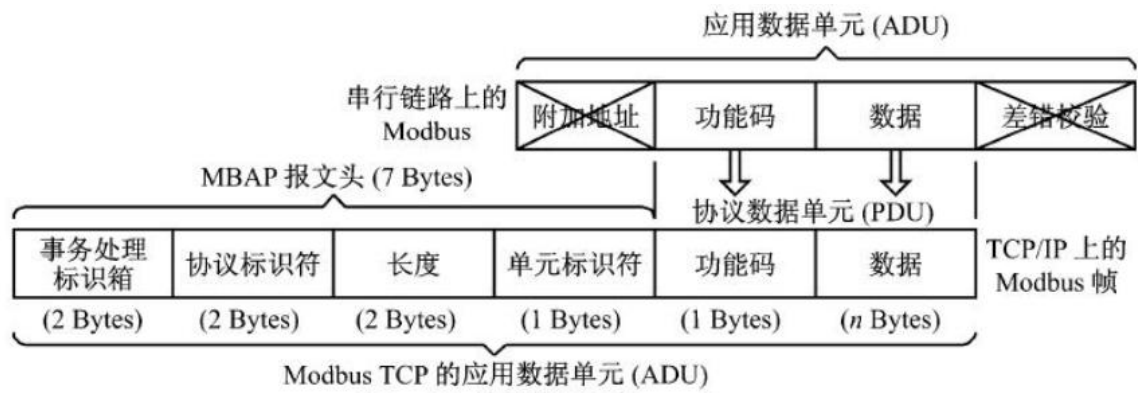 应用数据单元 (ADU)
串行链路上的
Modbus
附加地址 功能码 数据 差错校验
MBAP 报文头 (7 Bytes)
协议数据单元 (PDU)
事务处理
标识箱
协议标识符 长度 单元标识符 功能码 数据
TCP/IP 上的
Modbus 帧
(2 Bytes) (2 Bytes) (2 Bytes) (1 Bytes) (1 Bytes) (n Bytes)
Modbus TCP 的应用数据单元 (ADU)